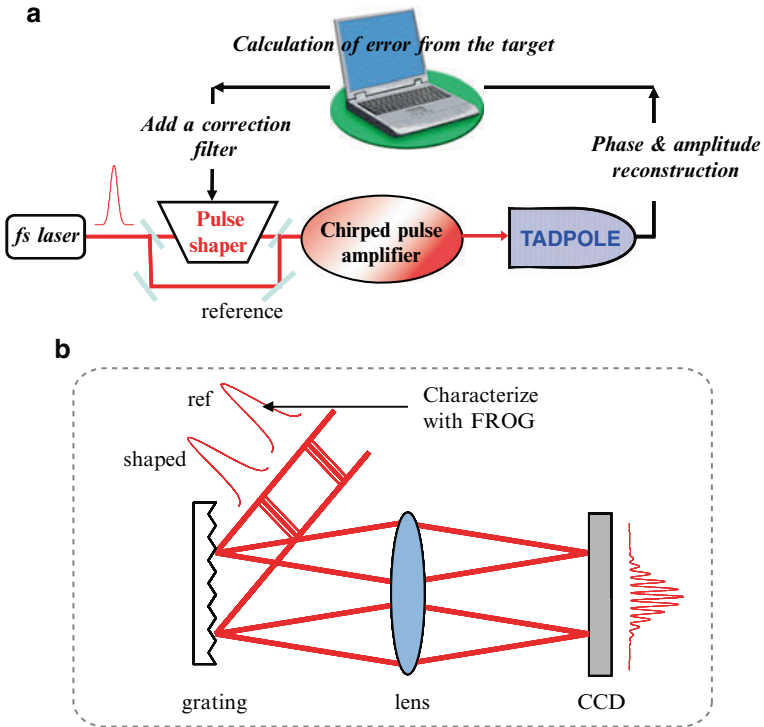 a
Calculation of error from the target
Add a correction
filter
Phase & amplitude
reconstruction
fs laser
Pulse
shaper
Chirped pulse
amplifier
TADPOLE
reference
b
ref
Characterize
with FROG
shaped
grating
lens
CCD